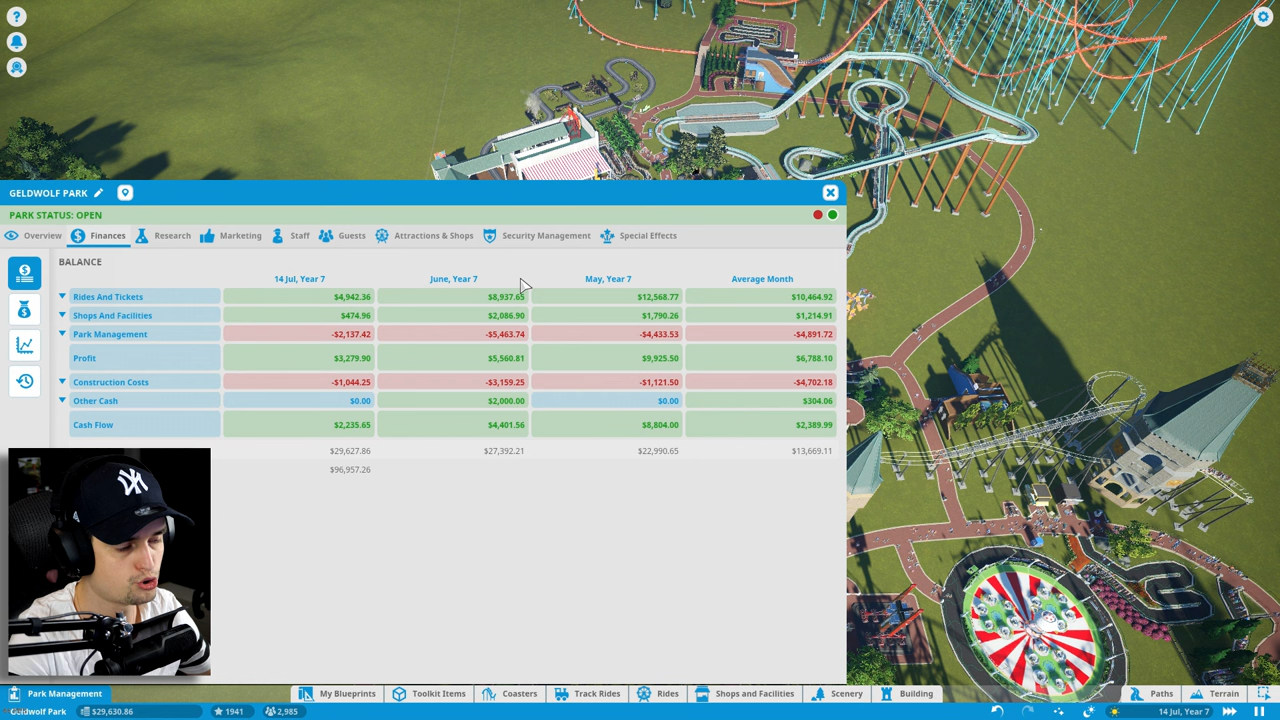 GELDWOLF PARK
PARK STATUS: OPEN
Overview Finances Research Marketing Staff Guests Attractions & Shops Security Management Special Effects
BALANCE
14 Jul, Year 7 June, Year 7 May, Year 7 Average Month
Rides And Tickets $4,942.36 $8,937.65 $12,568.77 $10,464.92
Shops And Facilities $474.96 $2,086.90 $1,790.26 $1,214.91
Park Management -$2,137.42 -$5,463.74 -$4,433.53 -$4,891.72
Profit $3,279.90 $5,560.81 $9,925.50 $6,788.10
Construction Costs -$1,044.25 -$3,159.25 -$1,121.50 -$4,702.18
Other Cash $0.00 $2,000.00 $0.00 $304.06
Cash Flow $2,235.65 $4,401.56 $8,804.00 $2,389.99
$29,627.86 $27,392.21 $22,990.65 $13,669.11
$96,957.26
Park Management My Blueprints Toolkit Items Coasters Track Rides Rides Shops and Facilities Scenery Building Paths Terrain
Geldwolf Park $29,630.86 1941 2,985 14 Jul, Year 7